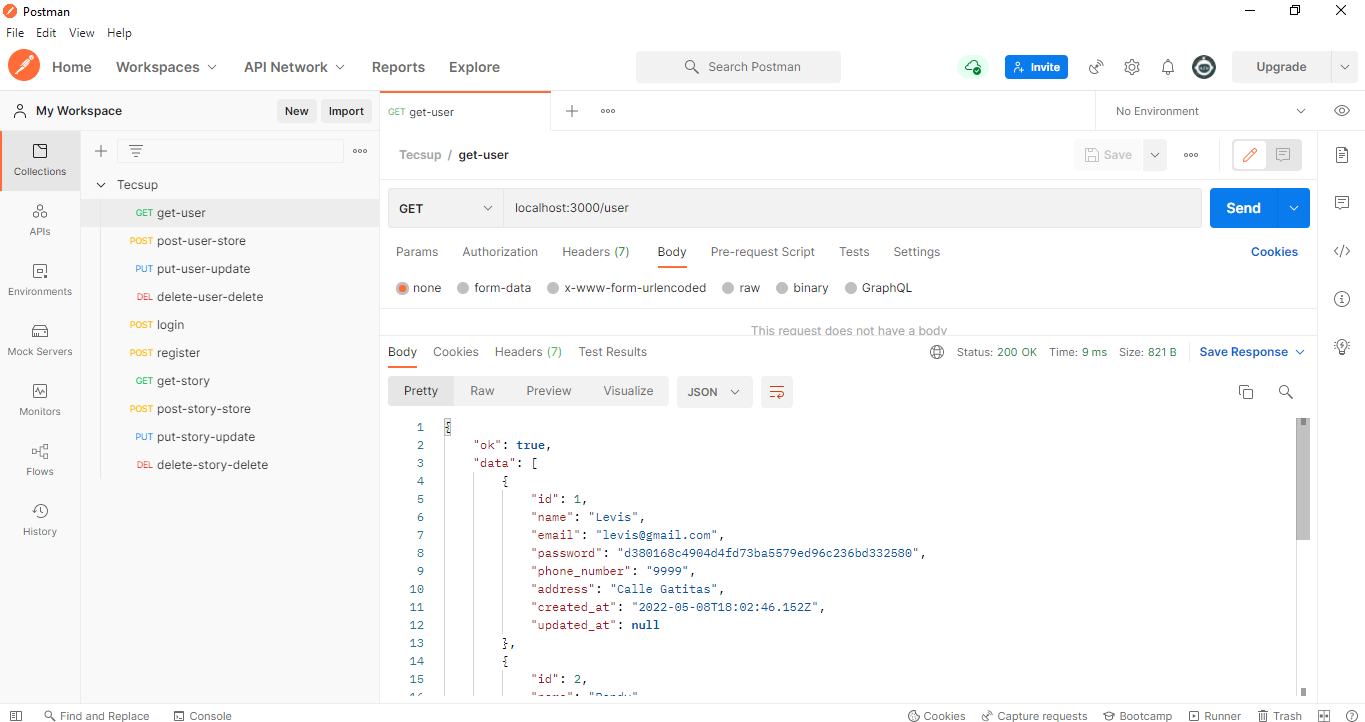 Postman
File Edit View Help
Home Workspaces API Network Reports Explore Search Postman Invite Upgrade
My Workspace New Import GET get-user No Environment
Collections
APIs
Environments
Mock Servers
Monitors
Flows
History
Tecsup
GET get-user
POST post-user-store
PUT put-user-update
DEL delete-user-delete
POST login
POST register
GET get-story
POST post-story-store
PUT put-story-update
DEL delete-story-delete
Tecsup / get-user Save
GET localhost:3000/user Send
Params Authorization Headers (7) Body Pre-request Script Tests Settings Cookies
none form-data x-www-form-urlencoded raw binary GraphQL
This request does not have a body
Body Cookies Headers (7) Test Results Status: 200 OK Time: 9 ms Size: 821 B Save Response
Pretty Raw Preview Visualize JSON
1 {
2 "ok": true,
3 "data": [
4 {
5 "id": 1,
6 "name": "Levis",
7 "email": "levis@gmail.com",
8 "password": "d380168c4904d4fd73ba5579ed96c236bd332580",
9 "phone_number": "9999",
10 "address": "Calle Gatitas",
11 "created_at": "2022-05-08T18:02:46.152Z",
12 "updated_at": null
13 },
14 {
15 "id": 2,
16 "name":
Find and Replace Console Cookies Capture requests Bootcamp Runner Trash